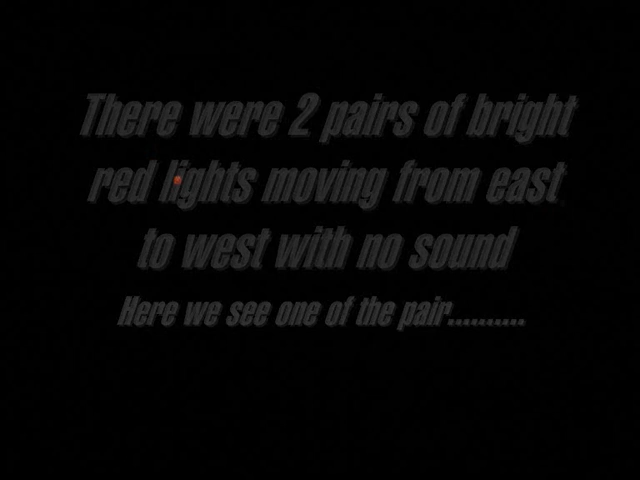 There were 2 pairs of bright
red lights moving from east
to west with no sound
Here we see one of the pair..........